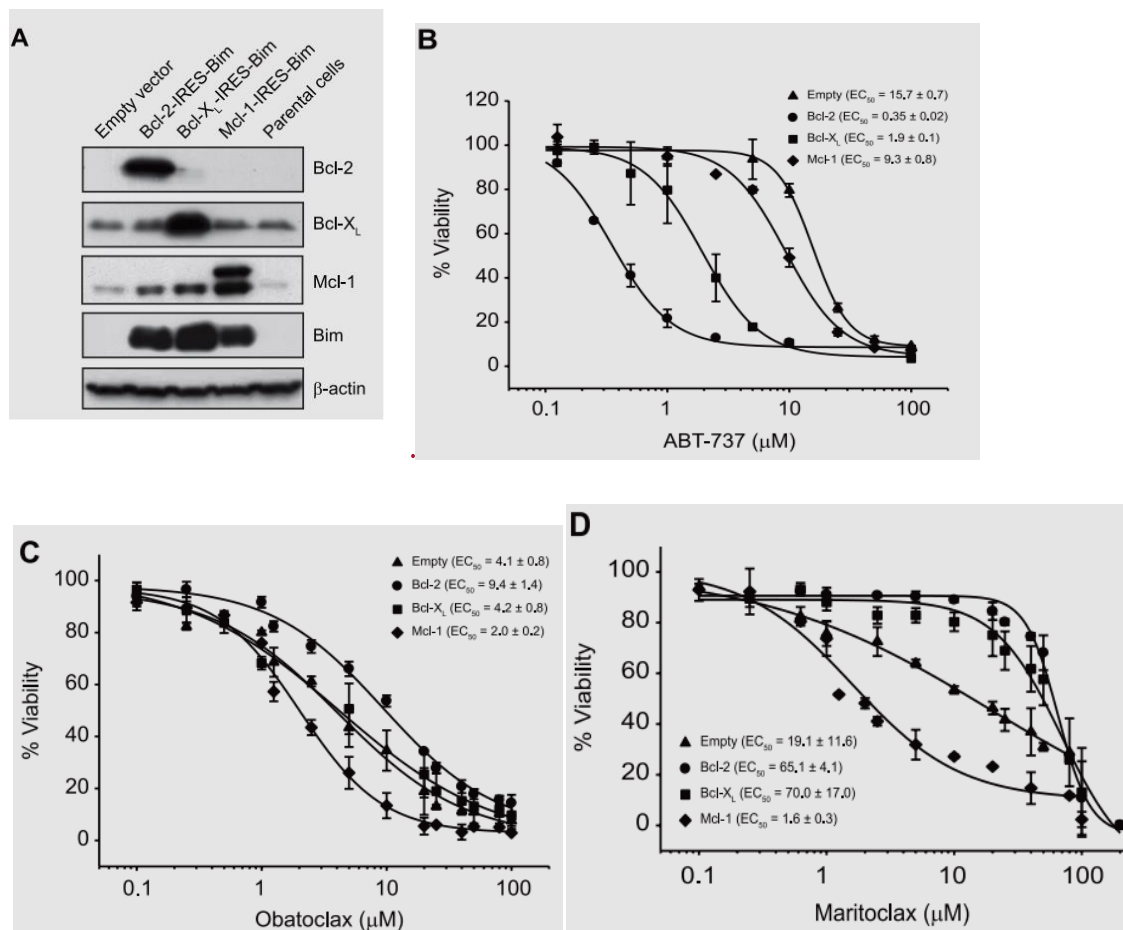 A
Empty vector
Bcl-2-IRES-Bim
Bcl-X_L-IRES-Bim
Mcl-1-IRES-Bim
Parental cells
Bcl-2
Bcl-X_L
Mcl-1
Bim
β-actin
B
Empty (EC50 = 15.7 ± 0.7)
Bcl-2 (EC50 = 0.35 ± 0.02)
Bcl-X_L (EC50 = 1.9 ± 0.1)
Mcl-1 (EC50 = 9.3 ± 0.8)
% Viability
120
100
80
60
40
20
0
0.1 1 10 100
ABT-737 (μM)
C
Empty (EC50 = 4.1 ± 0.8)
Bcl-2 (EC50 = 9.4 ± 1.4)
Bcl-X_L (EC50 = 4.2 ± 0.8)
Mcl-1 (EC50 = 2.0 ± 0.2)
% Viability
100
80
60
40
20
0
0.1 1 10 100
Obatoclax (μM)
D
% Viability
100
80
60
40
20
0
Empty (EC50 = 19.1 ± 11.6)
Bcl-2 (EC50 = 65.1 ± 4.1)
Bcl-X_L (EC50 = 70.0 ± 17.0)
Mcl-1 (EC50 = 1.6 ± 0.3)
0.1 1 10 100
Maritoclax (μM)